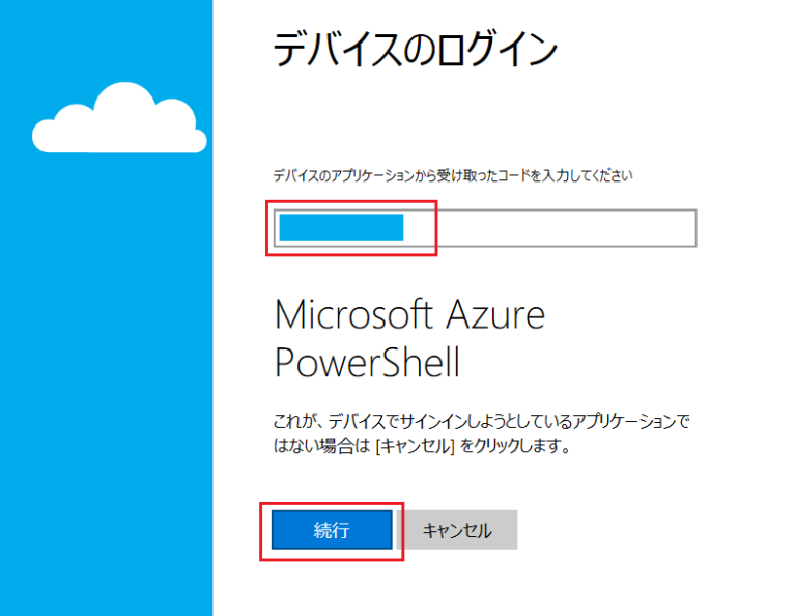 デバイスのログイン
デバイスのアプリケーションから受け取ったコードを入力してください
Microsoft Azure
PowerShell
これが、デバイスでサインインしようとしているアプリケーションで
はない場合は [キャンセル] をクリックします。
続行 キャンセル